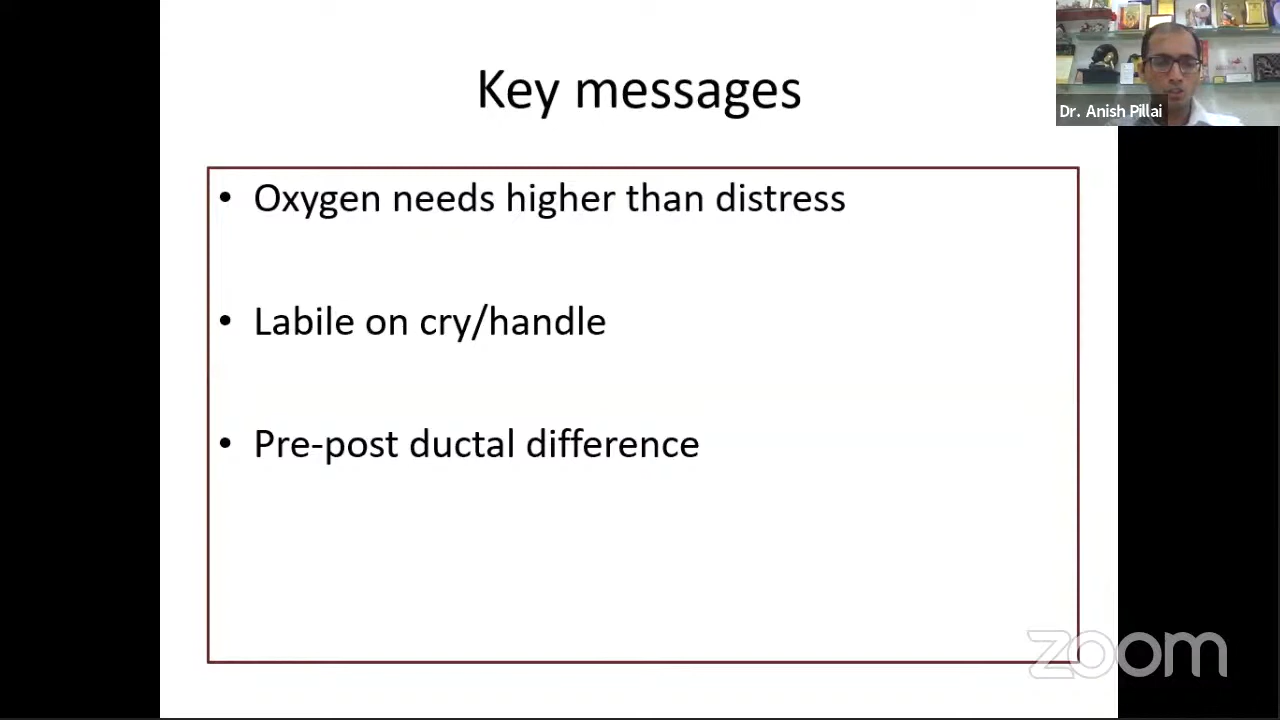 Key messages
Dr. Anish Pillai
• Oxygen needs higher than distress
• Labile on cry/handle
• Pre-post ductal difference
zoom